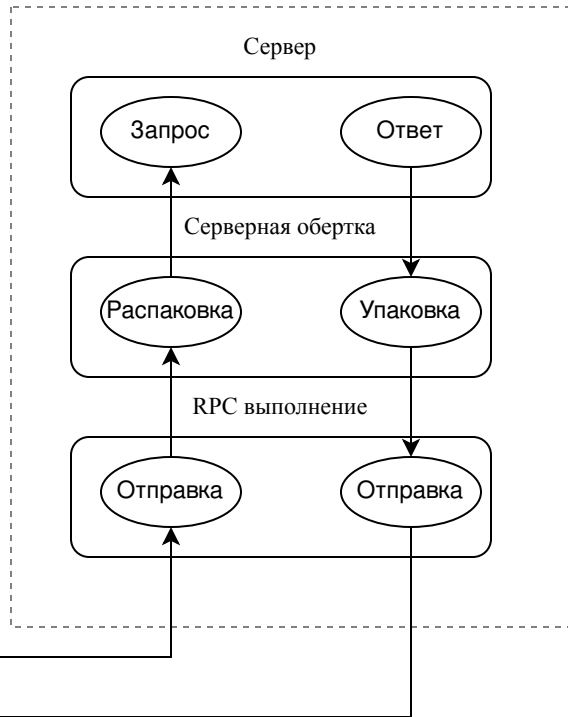 Сервер
Запрос
Ответ
Серверная обертка
Распаковка
Упаковка
RPC выполнение
Отправка
Отправка